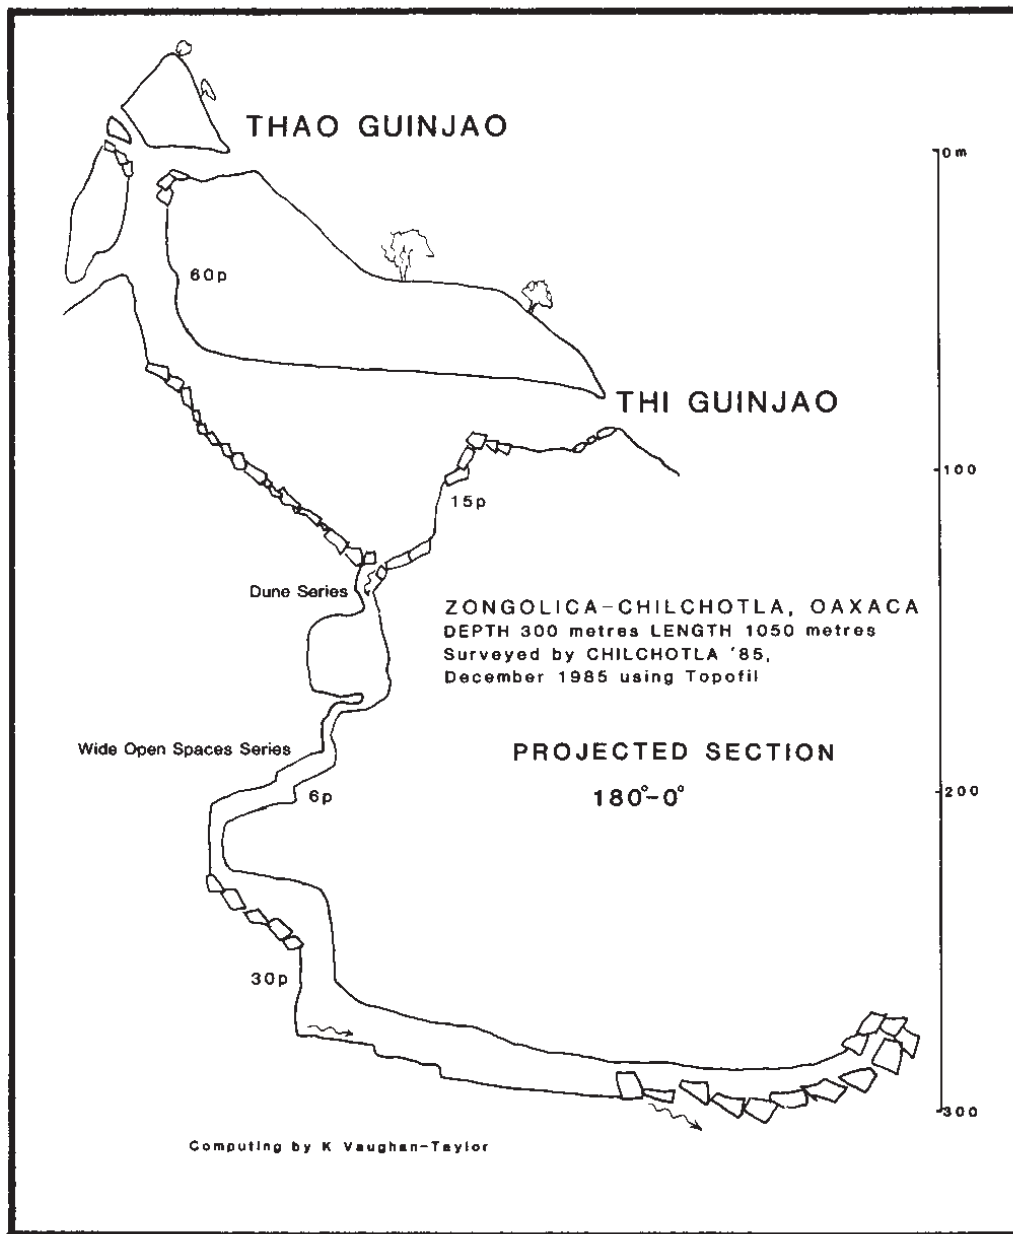 THAO GUINJAO
0m
60p
THI GUINJAO
100
15p
Dune Series
ZONGOLICA-CHILCHOTLA, OAXACA
DEPTH 300 metres LENGTH 1050 metres
Surveyed by CHILCHOTLA '85,
December 1985 using Topofil
Wide Open Spaces Series
PROJECTED SECTION
180°-0°
6p
200
30p
300
Computing by K Vaughan-Taylor